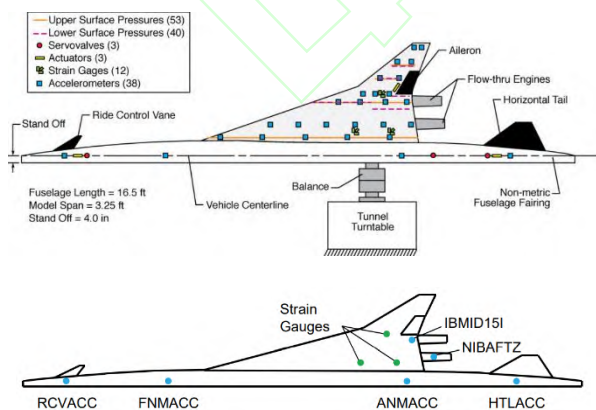 Upper Surface Pressures (53)
Lower Surface Pressures (40)
Servovalves (3)
Actuators (3)
Strain Gages (12)
Accelerometers (38)
Aileron
Flow-thru Engines
Horizontal Tail
Ride Control Vane
Stand Off
Fuselage Length = 16.5 ft
Model Span = 3.25 ft
Stand Off = 4.0 in
Vehicle Centerline
Balance
Tunnel
Turntable
Non-metric
Fuselage Fairing
Strain
Gauges
IBMID15I
NIBAFTZ
RCVACC
FNMACC
ANMACC
HTLACC